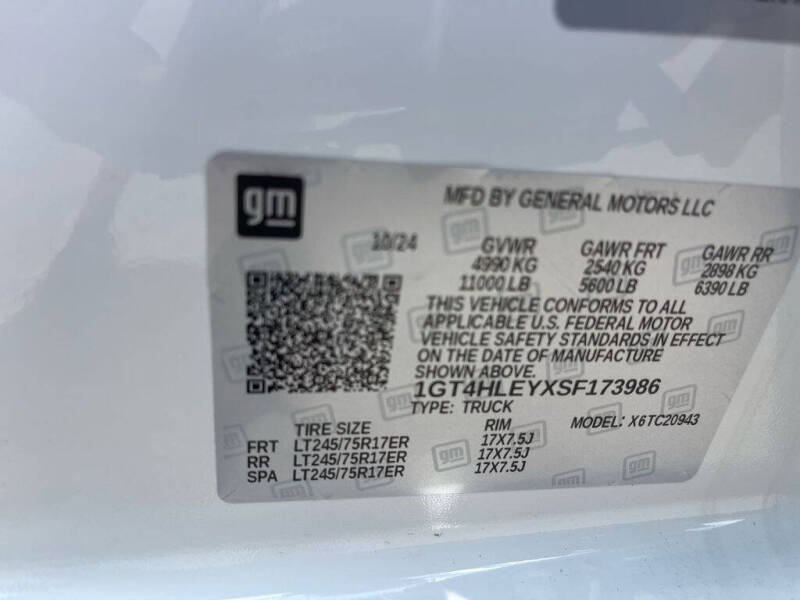 gm
MFD BY GENERAL MOTORS LLC
10/24 GVWR GAWR FRT GAWR RR
4990 KG 2540 KG 2898 KG
11000 LB 5600 LB 6390 LB
THIS VEHICLE CONFORMS TO ALL
APPLICABLE U.S. FEDERAL MOTOR
VEHICLE SAFETY STANDARDS IN EFFECT
ON THE DATE OF MANUFACTURE
SHOWN ABOVE.
1GT4HLEYXSF173986
TYPE: TRUCK MODEL: X6TC20943
TIRE SIZE RIM
FRT LT245/75R17ER 17X7.5J
RR LT245/75R17ER 17X7.5J
SPA LT245/75R17ER 17X7.5J